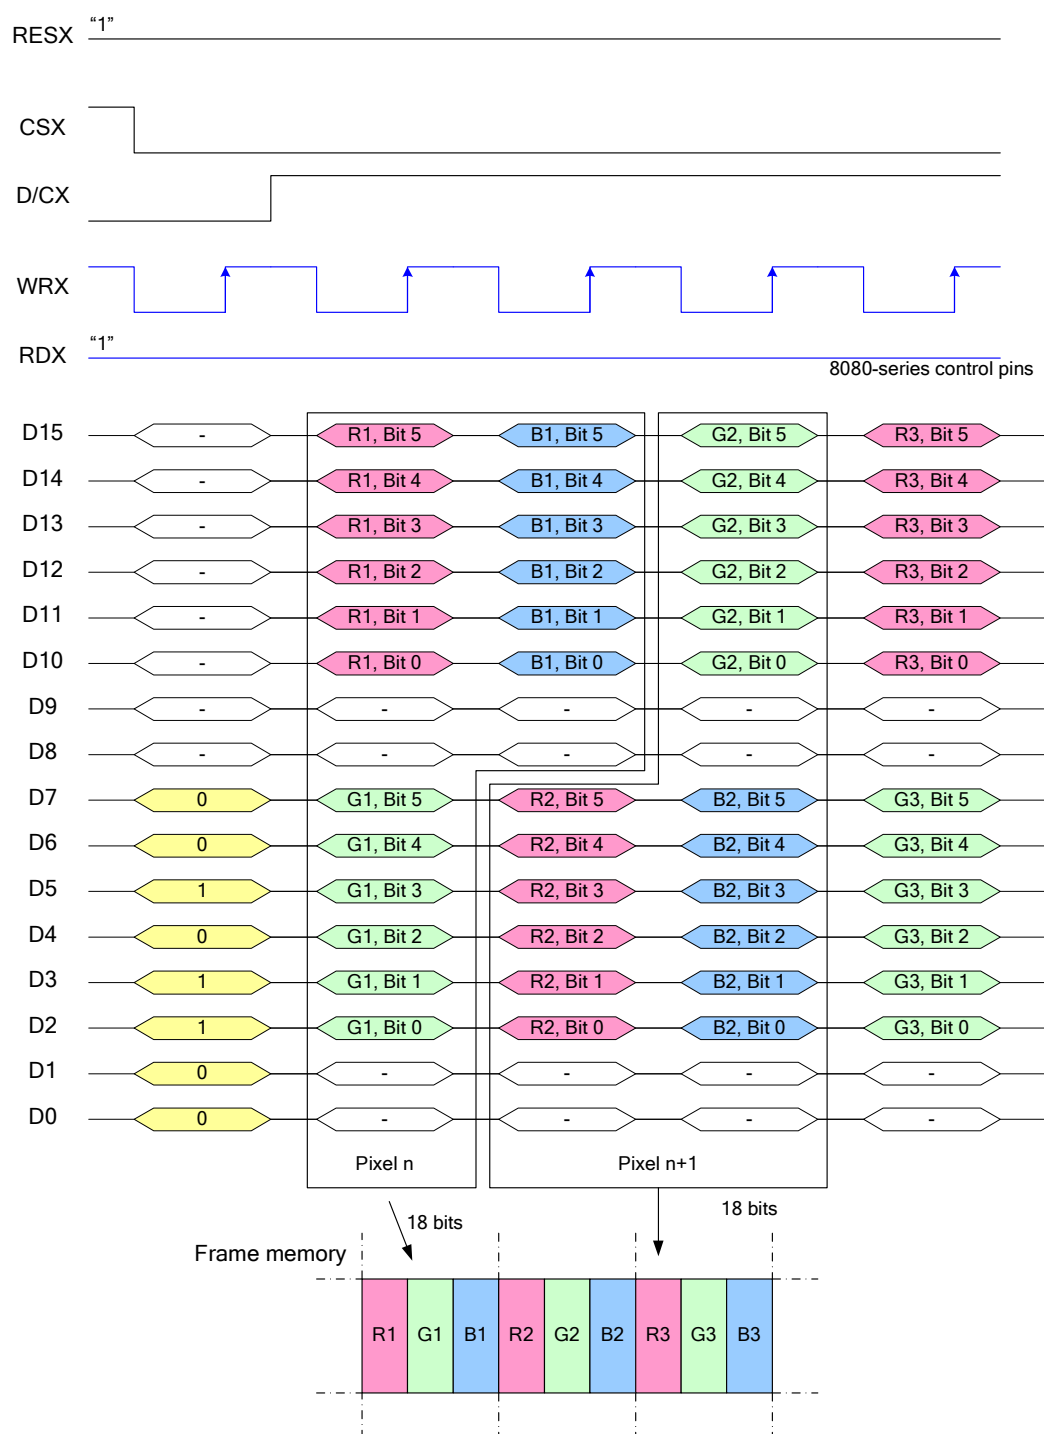 RESX “1”
CSX
D/CX
WRX
RDX “1”
8080-series control pins
D15 - R1, Bit 5 B1, Bit 5 G2, Bit 5 R3, Bit 5
D14 - R1, Bit 4 B1, Bit 4 G2, Bit 4 R3, Bit 4
D13 - R1, Bit 3 B1, Bit 3 G2, Bit 3 R3, Bit 3
D12 - R1, Bit 2 B1, Bit 2 G2, Bit 2 R3, Bit 2
D11 - R1, Bit 1 B1, Bit 1 G2, Bit 1 R3, Bit 1
D10 - R1, Bit 0 B1, Bit 0 G2, Bit 0 R3, Bit 0
D9 - - - - -
D8 - - - - -
D7 0 G1, Bit 5 R2, Bit 5 B2, Bit 5 G3, Bit 5
D6 0 G1, Bit 4 R2, Bit 4 B2, Bit 4 G3, Bit 4
D5 1 G1, Bit 3 R2, Bit 3 B2, Bit 3 G3, Bit 3
D4 0 G1, Bit 2 R2, Bit 2 B2, Bit 2 G3, Bit 2
D3 1 G1, Bit 1 R2, Bit 1 B2, Bit 1 G3, Bit 1
D2 1 G1, Bit 0 R2, Bit 0 B2, Bit 0 G3, Bit 0
D1 0 - - - -
D0 0 - - - -
Pixel n Pixel n+1
18 bits 18 bits
Frame memory
R1 G1 B1 R2 G2 B2 R3 G3 B3